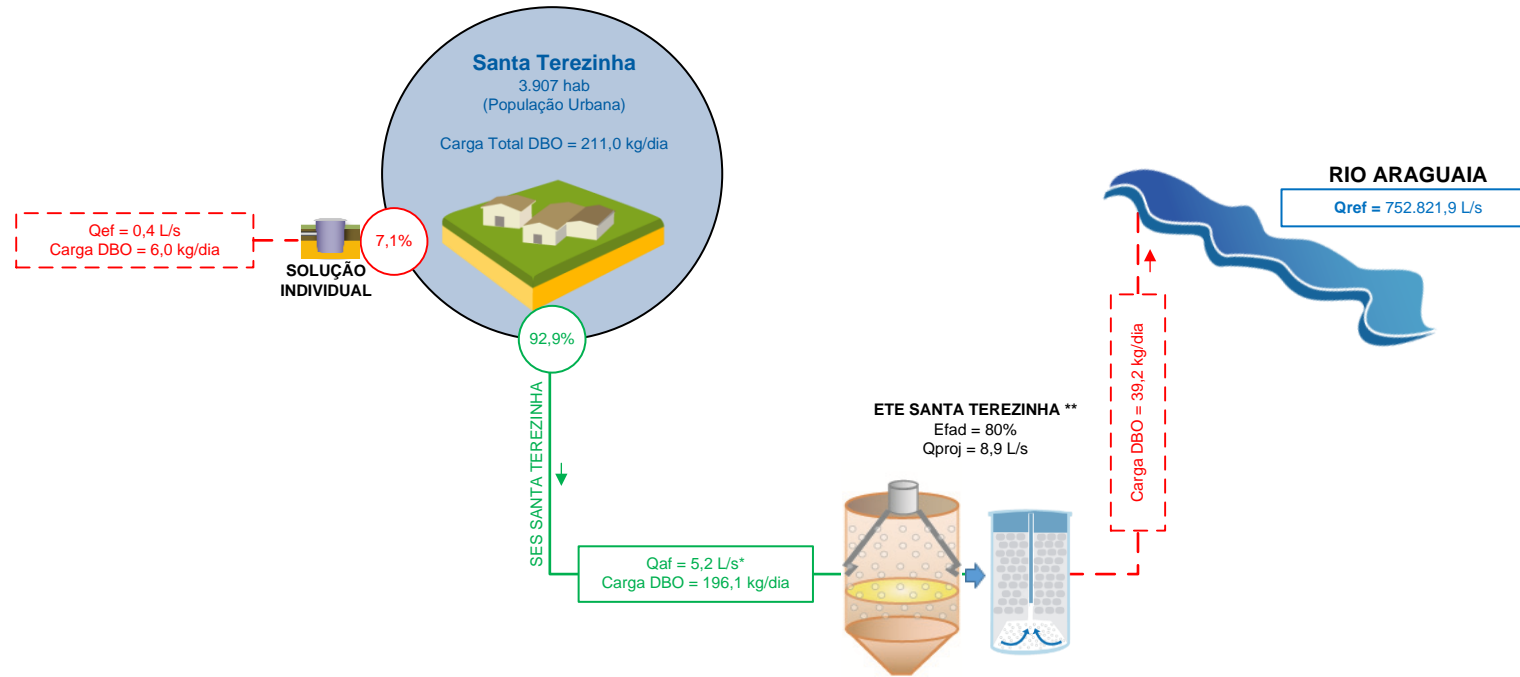 Santa Terezinha
3.907 hab
(População Urbana)
Carga Total DBO = 211,0 kg/dia
RIO ARAGUAIA
Qref = 752.821,9 L/s
Qef = 0,4 L/s
Carga DBO = 6,0 kg/dia
7,1%
SOLUÇÃO
INDIVIDUAL
92,9%
SES SANTA TEREZINHA
Carga DBO = 39,2 kg/dia
ETE SANTA TEREZINHA **
Efad = 80%
Qproj = 8,9 L/s
Qaf = 5,2 L/s*
Carga DBO = 196,1 kg/dia